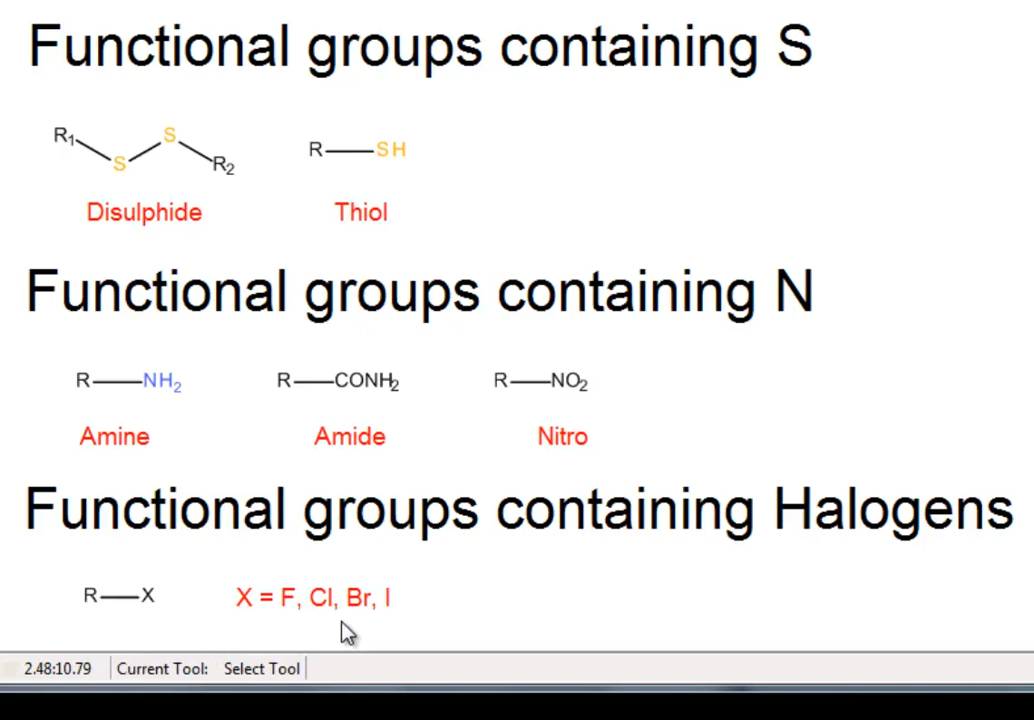 Functional groups containing S
R1 S S R2 R SH
Disulphide Thiol
Functional groups containing N
R NH2 R CONH2 R NO2
Amine Amide Nitro
Functional groups containing Halogens
R X X = F, Cl, Br, I
2.48:10.79 Current Tool: Select Tool